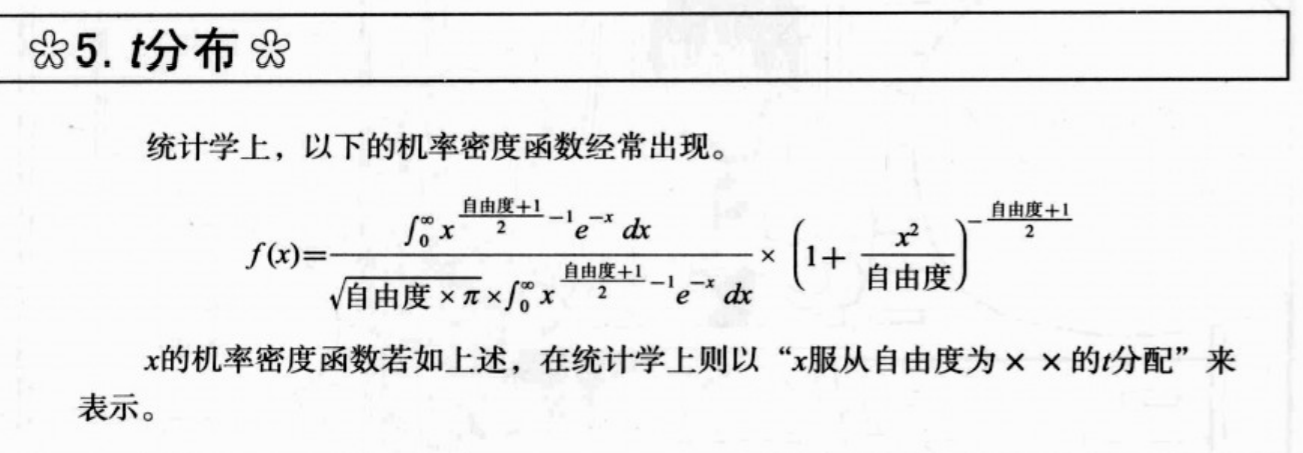 5. t分布
统计学上，以下的机率密度函数经常出现。
f(x)=\frac{\int_0^\infty x^{\frac{自由度+1}{2}-1}e^{-x} dx}{\sqrt{自由度×π}×\int_0^\infty x^{\frac{自由度+1}{2}-1}e^{-x} dx} × \left(1+\frac{x^2}{自由度}\right)^{-\frac{自由度+1}{2}}
x的机率密度函数若如上述，在统计学上则以“x服从自由度为××的t分配”来
表示。